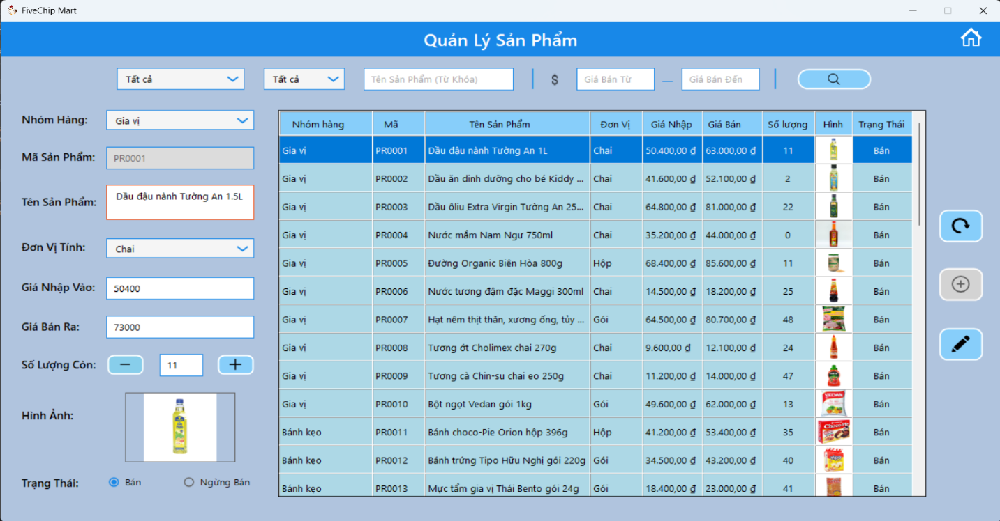 FiveChip Mart
Quản Lý Sản Phẩm
Tất cả Tất cả Tên Sản Phẩm (Từ Khóa) $ Giá Bán Từ — Giá Bán Đến
Nhóm Hàng: Gia vị
Mã Sản Phẩm: PR0001
Tên Sản Phẩm: Dầu đậu nành Tường An 1.5L
Đơn Vị Tính: Chai
Giá Nhập Vào: 50400
Giá Bán Ra: 73000
Số Lượng Còn: 11
Hình Ảnh:
Trạng Thái: Bán Ngừng Bán
Nhóm hàng Mã Tên Sản Phẩm Đơn Vị Giá Nhập Giá Bán Số lượng Hình Trạng Thái
Gia vị PR0001 Dầu đậu nành Tường An 1L Chai 50.400,00 ₫ 63.000,00 ₫ 11 Bán
Gia vị PR0002 Dầu ăn dinh dưỡng cho bé Kiddy ... Chai 41.600,00 ₫ 52.100,00 ₫ 2 Bán
Gia vị PR0003 Dầu ôliu Extra Virgin Tường An 25... Chai 64.800,00 ₫ 81.000,00 ₫ 22 Bán
Gia vị PR0004 Nước mắm Nam Ngư 750ml Chai 35.200,00 ₫ 44.000,00 ₫ 0 Bán
Gia vị PR0005 Đường Organic Biên Hòa 800g Hộp 68.400,00 ₫ 85.600,00 ₫ 11 Bán
Gia vị PR0006 Nước tương đậm đặc Maggi 300ml Chai 14.500,00 ₫ 18.200,00 ₫ 25 Bán
Gia vị PR0007 Hạt nêm thịt thăn, xương ống, tủy ... Gói 64.500,00 ₫ 80.700,00 ₫ 48 Bán
Gia vị PR0008 Tương ớt Cholimex chai 270g Chai 9.600,00 ₫ 12.100,00 ₫ 24 Bán
Gia vị PR0009 Tương cà Chin-su chai eo 250g Chai 11.200,00 ₫ 14.000,00 ₫ 47 Bán
Gia vị PR0010 Bột ngọt Vedan gói 1kg Gói 49.600,00 ₫ 62.000,00 ₫ 13 VEDAN Bán
Bánh kẹo PR0011 Bánh choco-Pie Orion hộp 396g Hộp 41.200,00 ₫ 53.400,00 ₫ 35 ChocoPie Bán
Bánh kẹo PR0012 Bánh trứng Tipo Hữu Nghị gói 220g Gói 34.500,00 ₫ 43.200,00 ₫ 40 Bán
Bánh kẹo PR0013 Mực tẩm gia vị Thái Bento gói 24g Gói 18.400,00 ₫ 23.000,00 ₫ 41 Bán